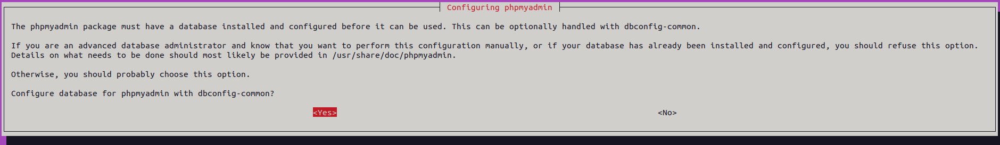 Configuring phpmyadmin
The phpmyadmin package must have a database installed and configured before it can be used. This can be optionally handled with dbconfig-common.
If you are an advanced database administrator and know that you want to perform this configuration manually, or if your database has already been installed and configured, you should refuse this option.
Details on what needs to be done should most likely be provided in /usr/share/doc/phpmyadmin.
Otherwise, you should probably choose this option.
Configure database for phpmyadmin with dbconfig-common?
<Yes> <No>